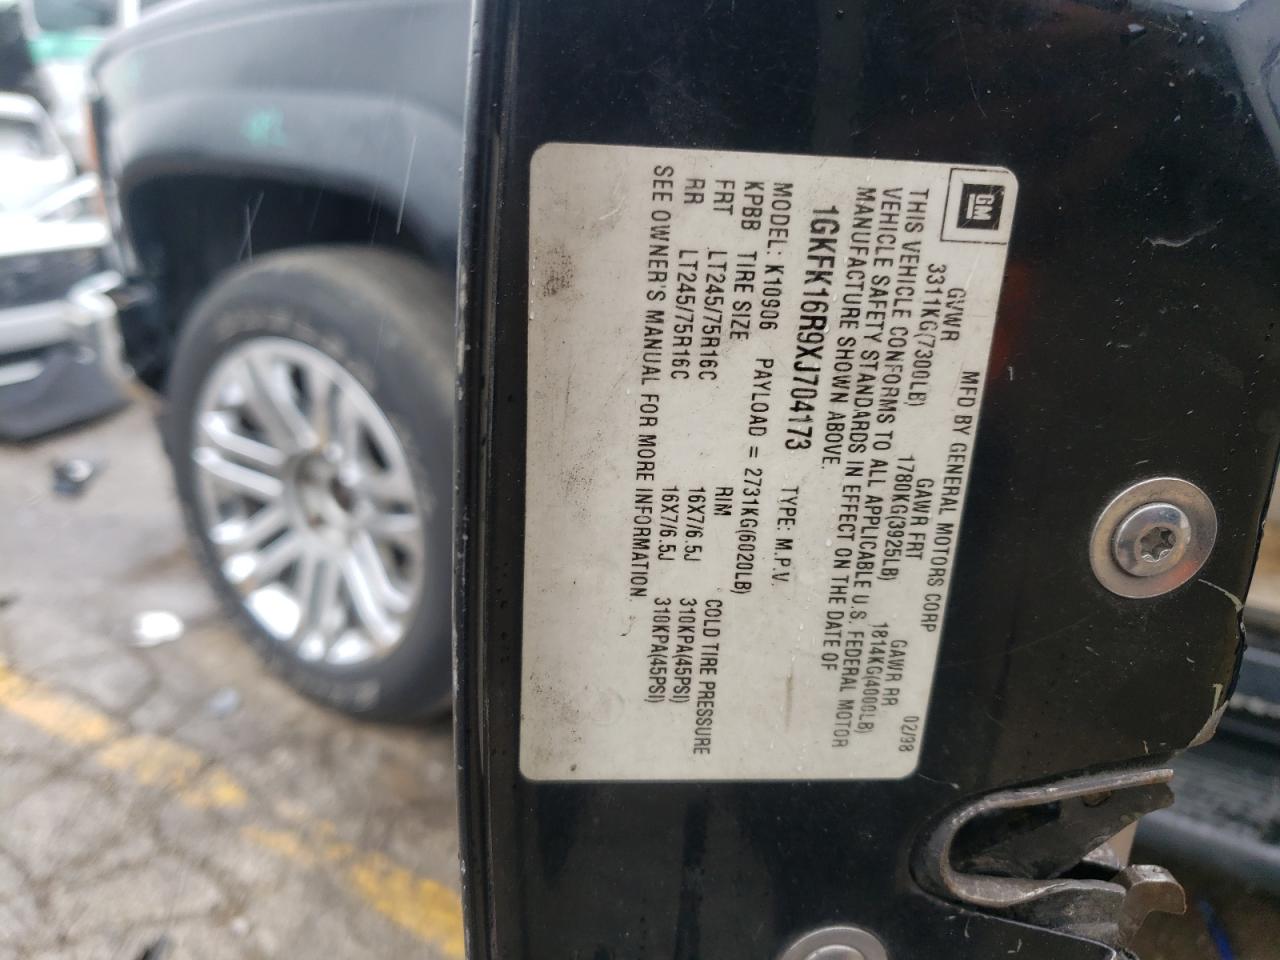 GM
MFD BY GENERAL MOTORS CORP 02/98
GVWR GAWR FRT GAWR RR
3311KG(7300LB) 1780KG(3925LB) 1814KG(4000LB)
THIS VEHICLE CONFORMS TO ALL APPLICABLE U.S. FEDERAL MOTOR
VEHICLE SAFETY STANDARDS IN EFFECT ON THE DATE OF
MANUFACTURE SHOWN ABOVE.
1GKFK16R9XJ704173 TYPE: M.P.V.
MODEL: K10906 PAYLOAD = 2731KG(6020LB)
KPBB TIRE SIZE RIM COLD TIRE PRESSURE
FRT LT245/75R16C 16X7/6.5J 310KPA(45PSI)
RR LT245/75R16C 16X7/6.5J 310KPA(45PSI)
SEE OWNER'S MANUAL FOR MORE INFORMATION.